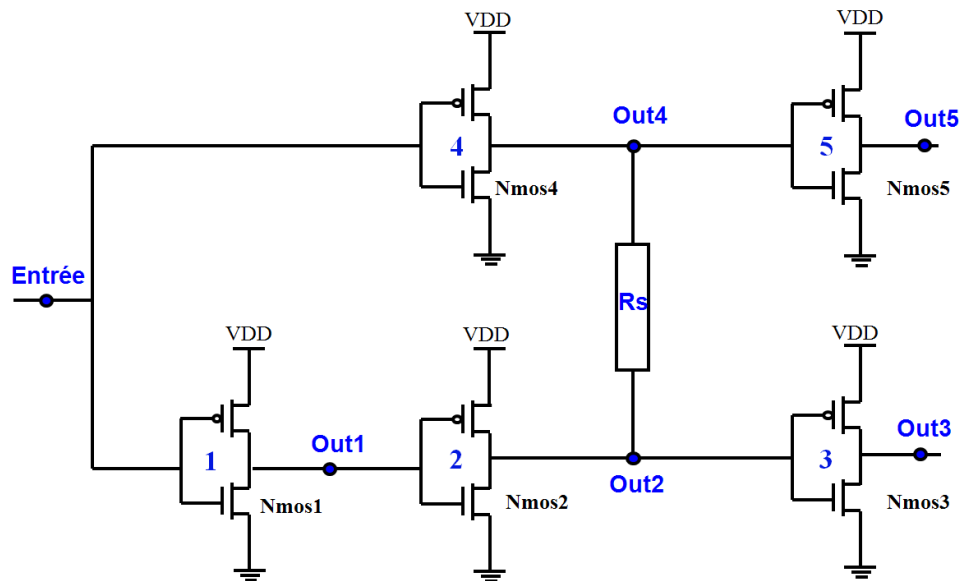 VDD
VDD
Out4
Out5
4
5
Nmos4
Nmos5
Entrée
Rs
VDD
VDD
VDD
Out1
Out3
1
2
3
Out2
Nmos1
Nmos2
Nmos3